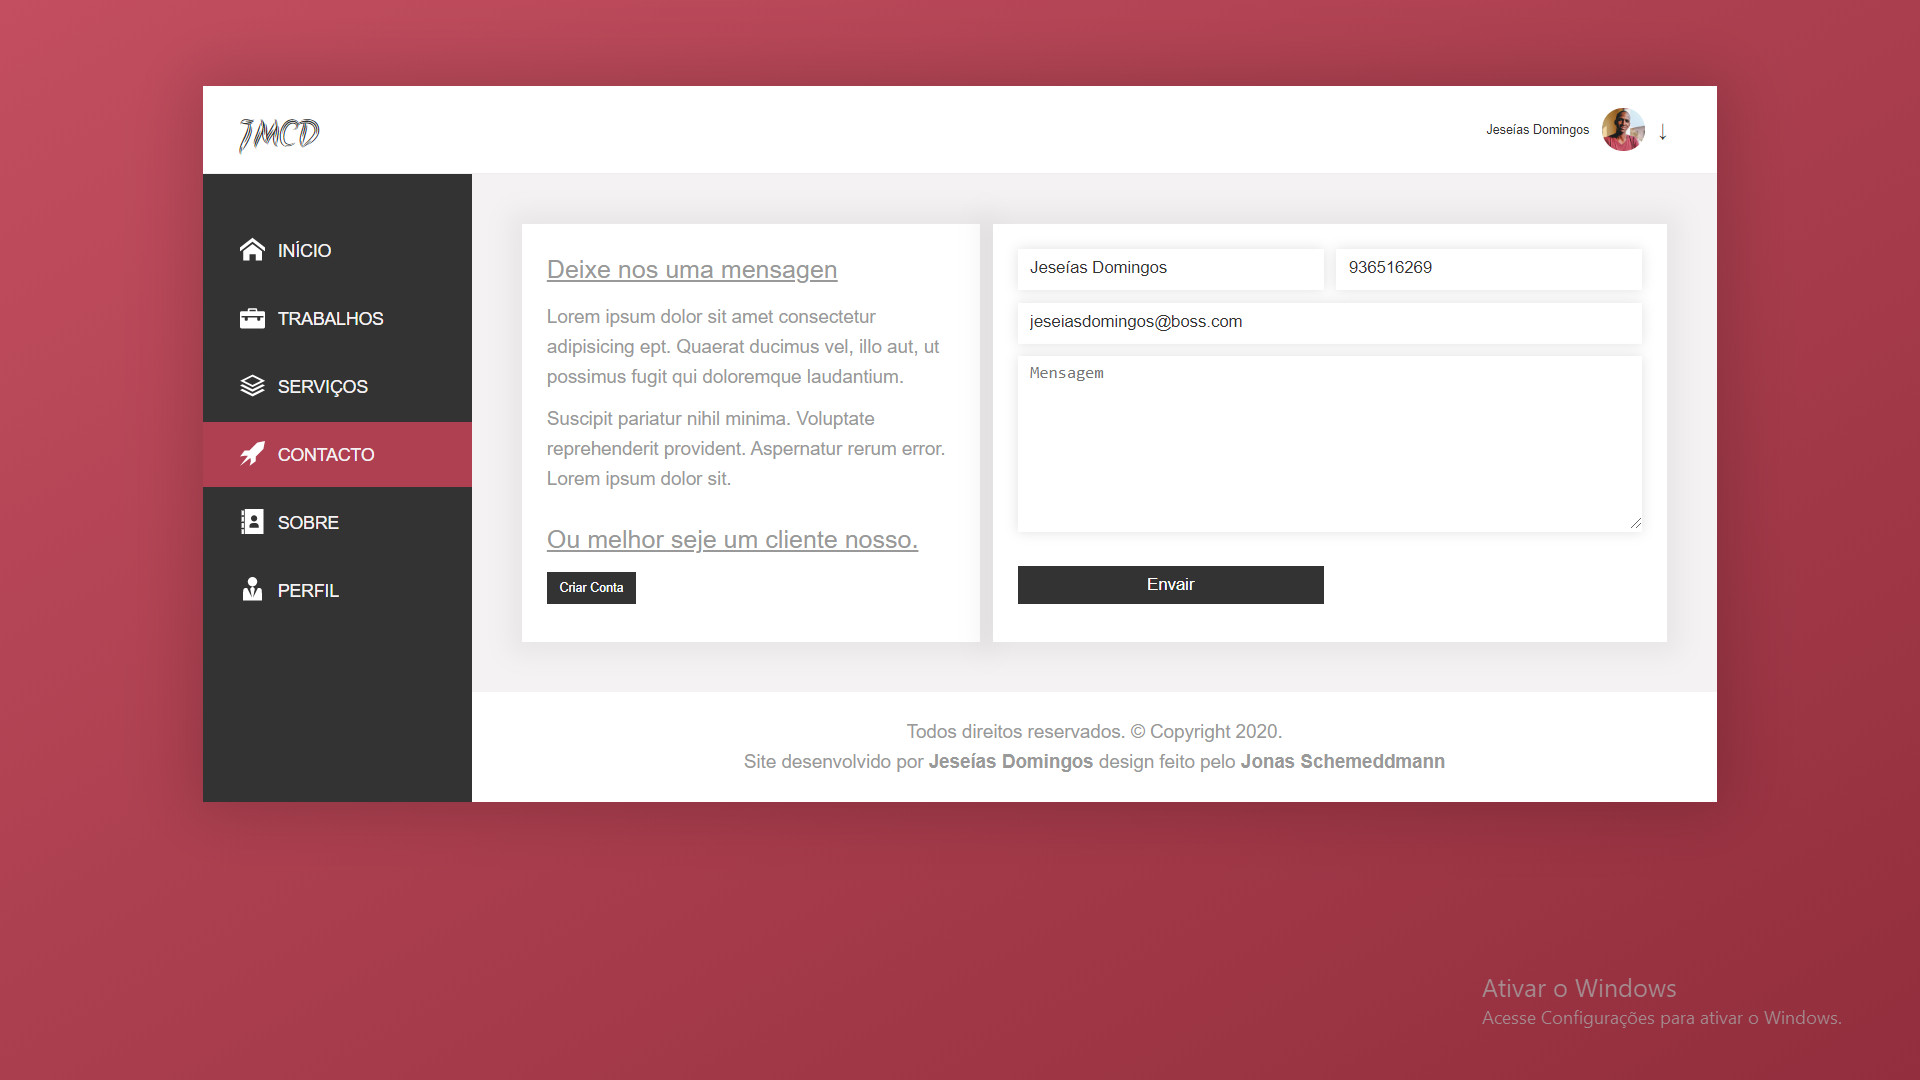 JMCD
Jeseías Domingos
↓
INÍCIO
TRABALHOS
SERVIÇOS
CONTACTO
SOBRE
PERFIL
Deixe nos uma mensagen
Lorem ipsum dolor sit amet consectetur
adipisicing ept. Quaerat ducimus vel, illo aut, ut
possimus fugit qui doloremque laudantium.
Suscipit pariatur nihil minima. Voluptate
reprehenderit provident. Aspernatur rerum error.
Lorem ipsum dolor sit.
Ou melhor seje um cliente nosso.
Criar Conta
Jeseías Domingos
936516269
jeseiasdomingos@boss.com
Mensagem
Envair
Todos direitos reservados. © Copyright 2020.
Site desenvolvido por Jeseías Domingos design feito pelo Jonas Schemeddmann
Ativar o Windows
Acesse Configurações para ativar o Windows.